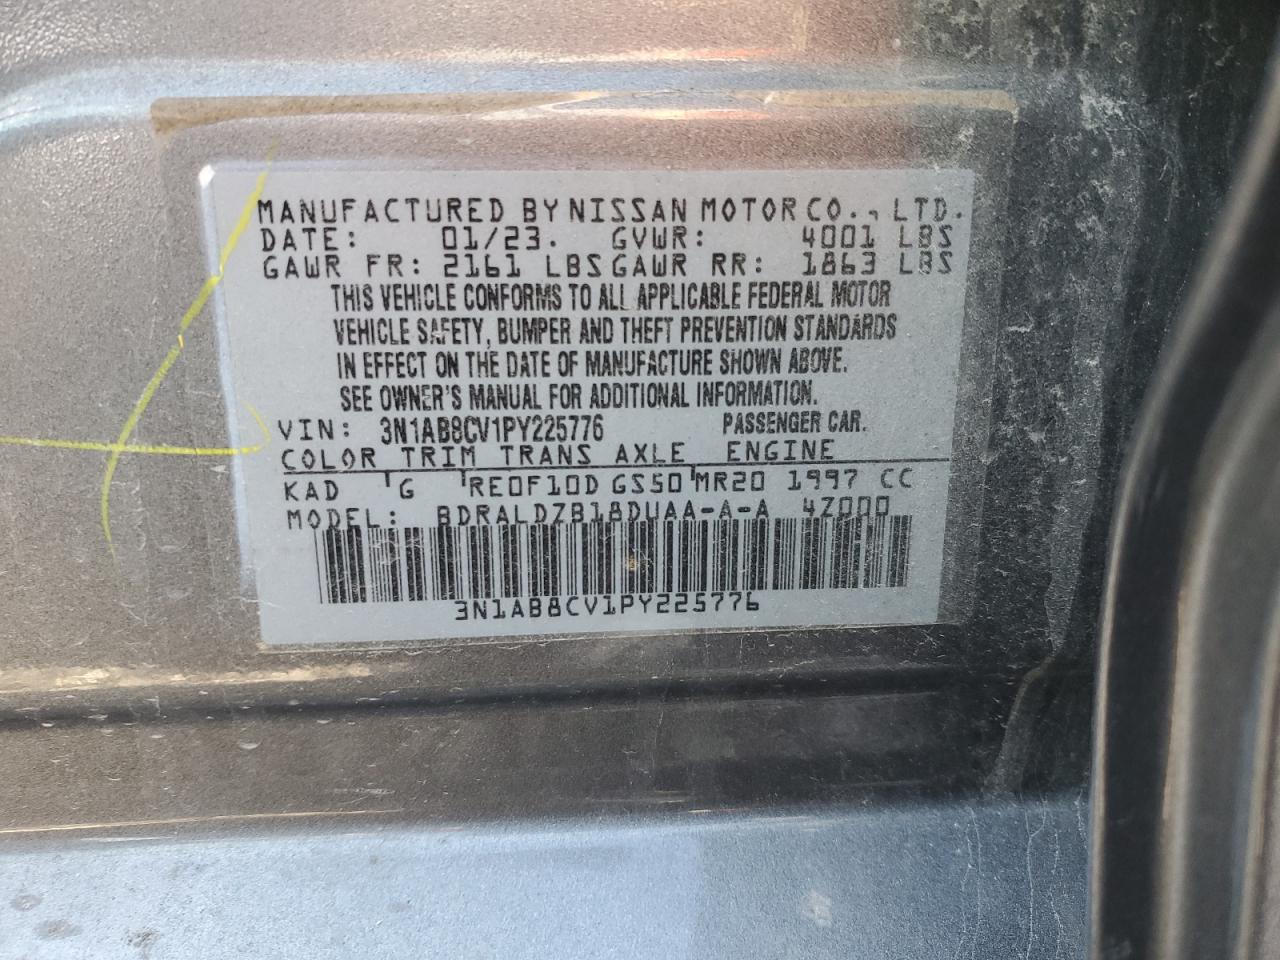 MANUFACTURED BY NISSAN MOTOR CO., LTD.
DATE: 01/23. GVWR: 4001 LBS
GAWR FR: 2161 LBS GAWR RR: 1863 LBS
THIS VEHICLE CONFORMS TO ALL APPLICABLE FEDERAL MOTOR
VEHICLE SAFETY, BUMPER AND THEFT PREVENTION STANDARDS
IN EFFECT ON THE DATE OF MANUFACTURE SHOWN ABOVE.
SEE OWNER'S MANUAL FOR ADDITIONAL INFORMATION.
VIN: 3N1AB8CV1PY225776 PASSENGER CAR.
COLOR TRIM TRANS AXLE ENGINE
KAD G RE0F10D GS50 MR20 1997 CC
MODEL: BDRALDZB18DUAA-A-A 4Z000
3N1AB8CV1PY225776